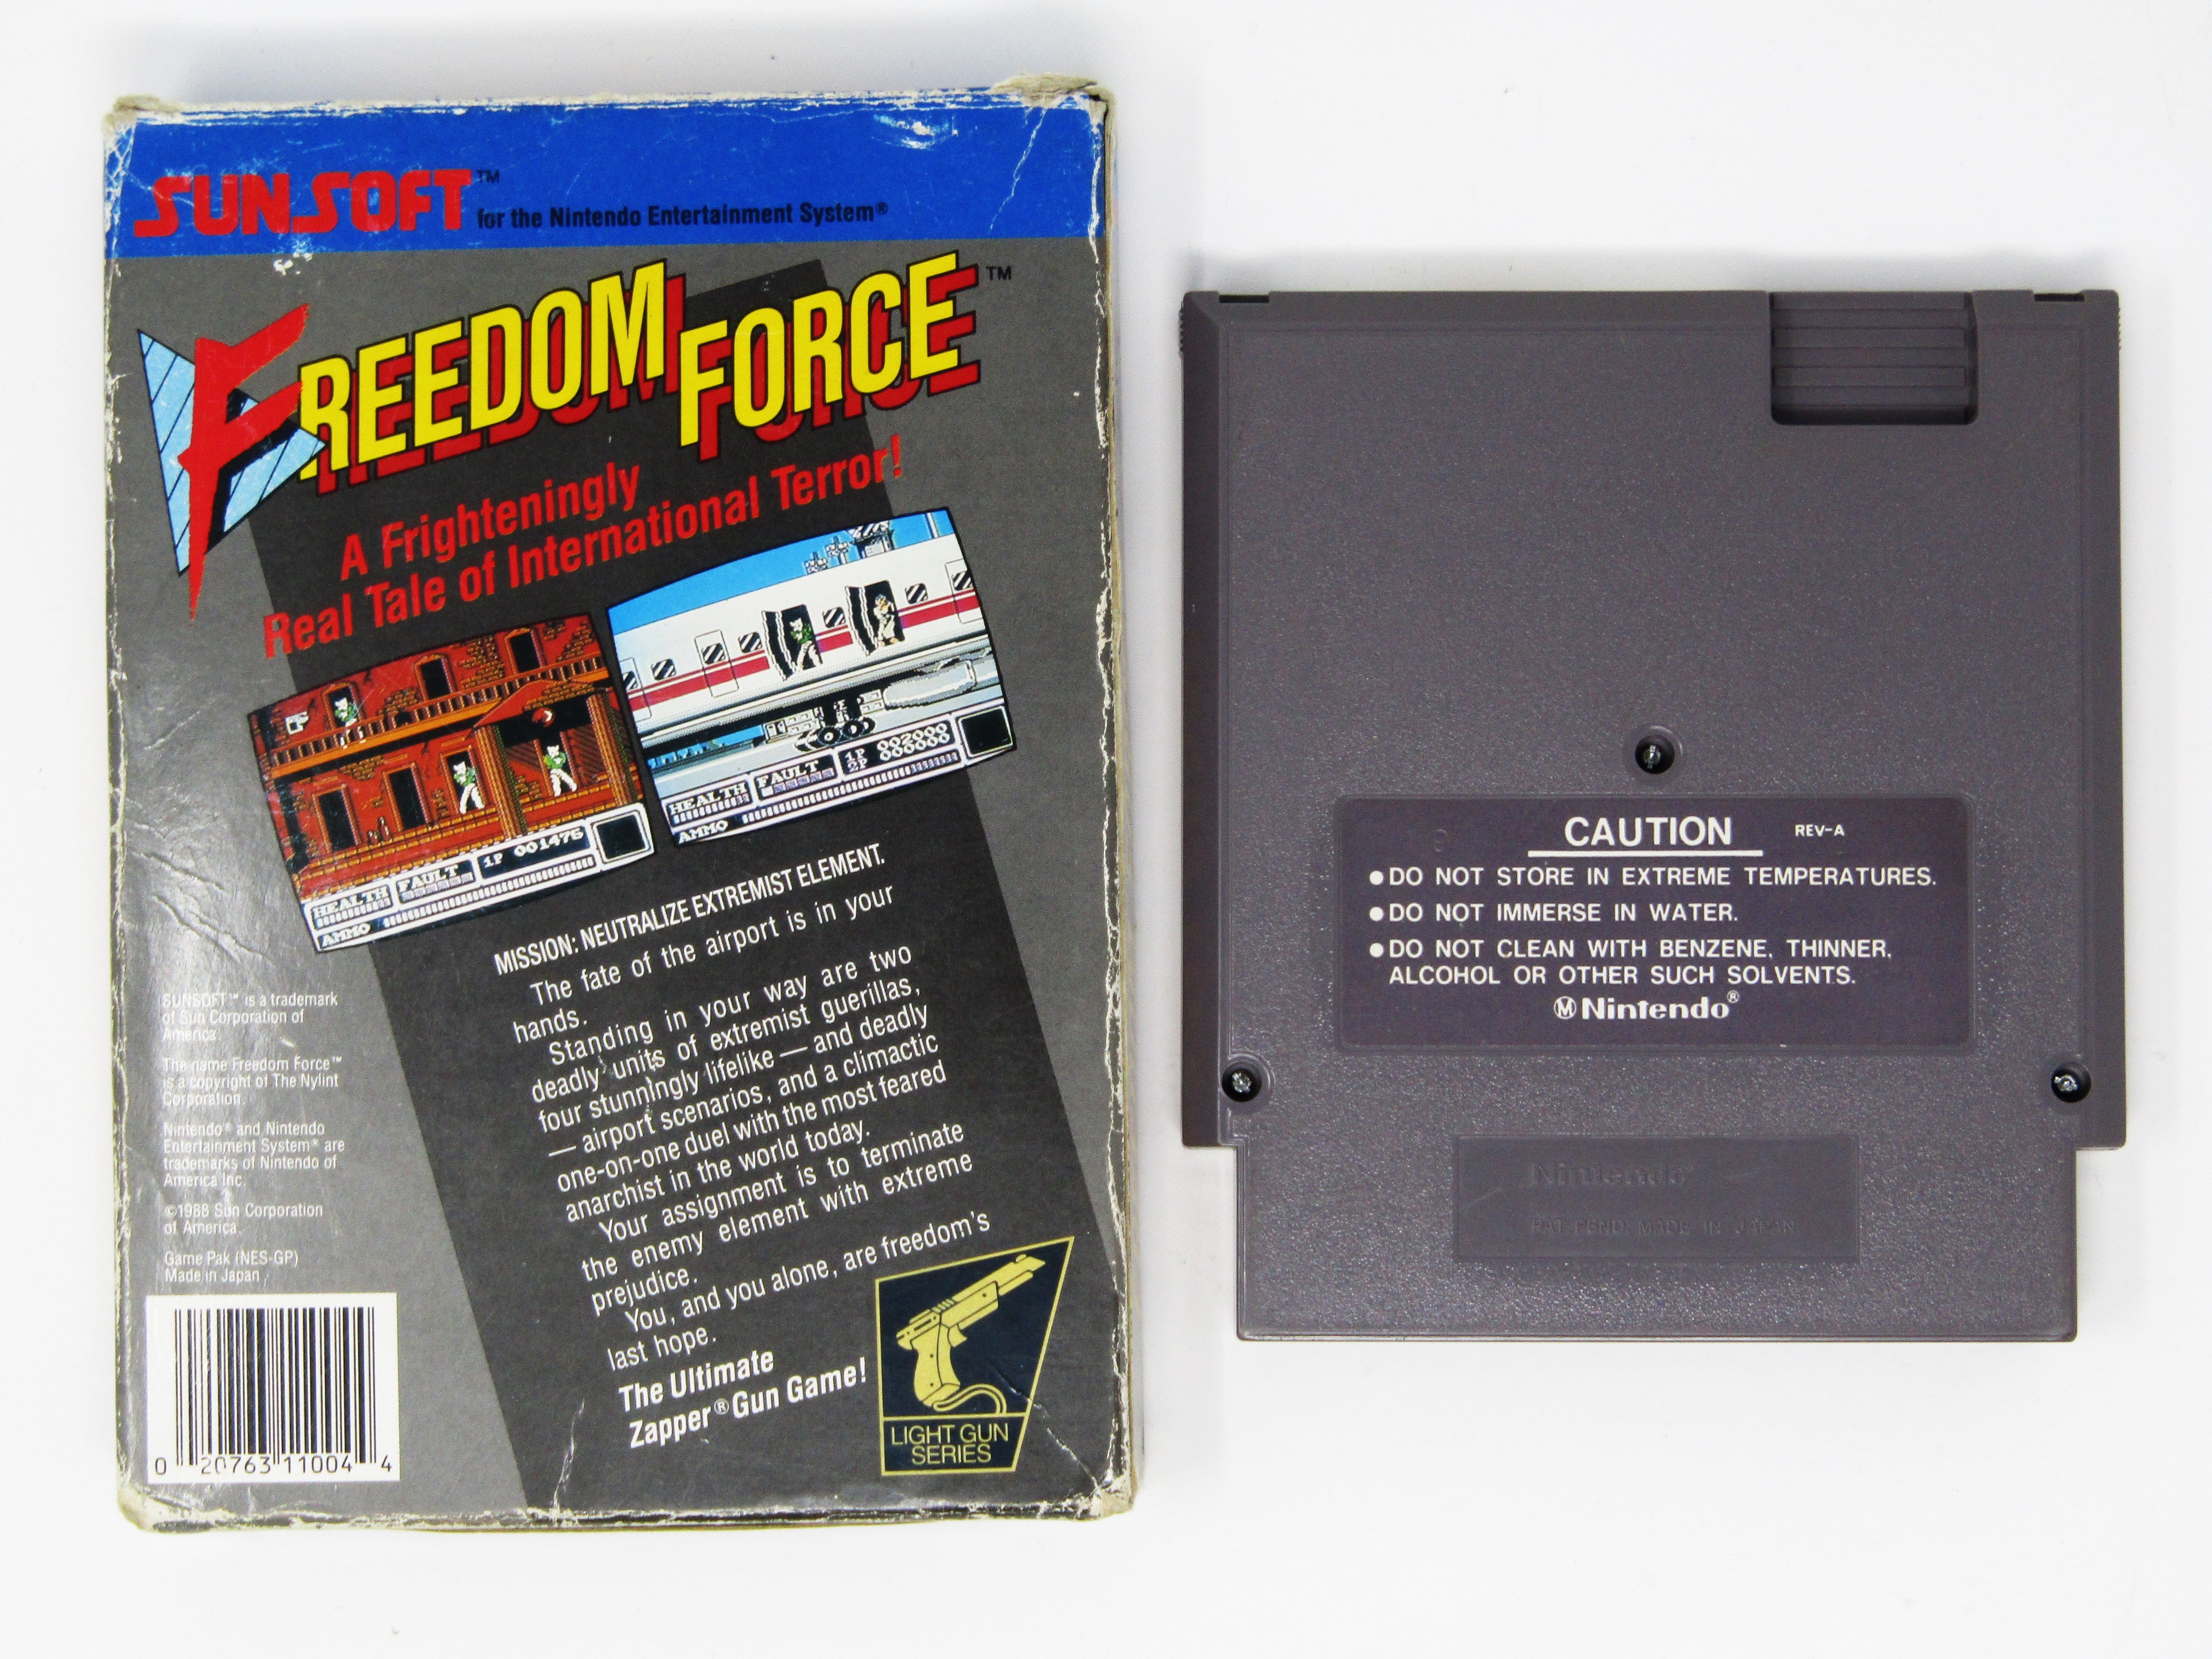 SUNSOFT™ for the Nintendo Entertainment System®
FREEDOM FORCE™
A Frighteningly
Real Tale of International Terror!
HEALTH FAULT 1P 001475
AMMO
HEALTH FAULT 1P 002000
2P 000000
AMMO
MISSION: NEUTRALIZE EXTREMIST ELEMENT.
The fate of the airport is in your
hands.
Standing in your way are two
deadly units of extremist guerillas,
four stunningly lifelike — and deadly
— airport scenarios, and a climactic
one-on-one duel with the most feared
anarchist in the world today.
Your assignment is to terminate
the enemy element with extreme
prejudice.
You, and you alone, are freedom's
last hope.
The Ultimate
Zapper® Gun Game!
LIGHT GUN
SERIES
SUNSOFT™ is a trademark
of Sun Corporation of
America.
The name Freedom Force™
is a copyright of The Nylint
Corporation.
Nintendo® and Nintendo
Entertainment System® are
trademarks of Nintendo of
America Inc.
©1988 Sun Corporation
of America.
Game Pak (NES-GP)
Made in Japan
0 20763 11004 4
CAUTION REV-A
●DO NOT STORE IN EXTREME TEMPERATURES.
●DO NOT IMMERSE IN WATER.
●DO NOT CLEAN WITH BENZENE, THINNER,
ALCOHOL OR OTHER SUCH SOLVENTS.
Ⓜ Nintendo®
Nintendo®
PAT. PEND. MADE IN JAPAN